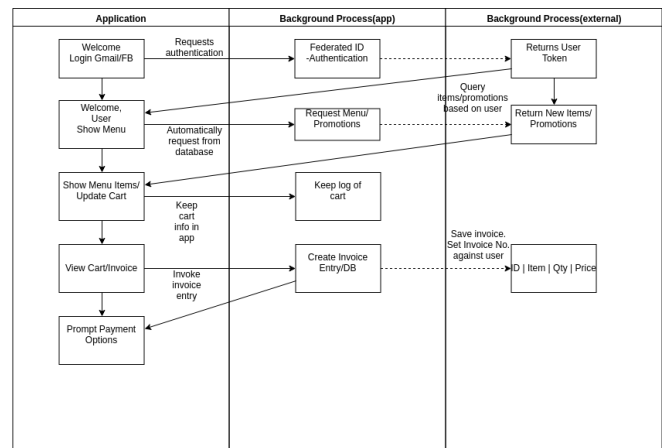 Application
Background Process(app)
Background Process(external)
Welcome
Login Gmail/FB
Requests
authentication
Federated ID
-Authentication
Returns User
Token
Query
items/promotions
based on user
Welcome,
User
Show Menu
Automatically
request from
database
Request Menu/
Promotions
Return New Items/
Promotions
Show Menu Items/
Update Cart
Keep
cart
info in
app
Keep log of
cart
Save invoice.
Set Invoice No.
against user
View Cart/Invoice
Invoke
invoice
entry
Create Invoice
Entry/DB
ID | Item | Qty | Price
Prompt Payment
Options